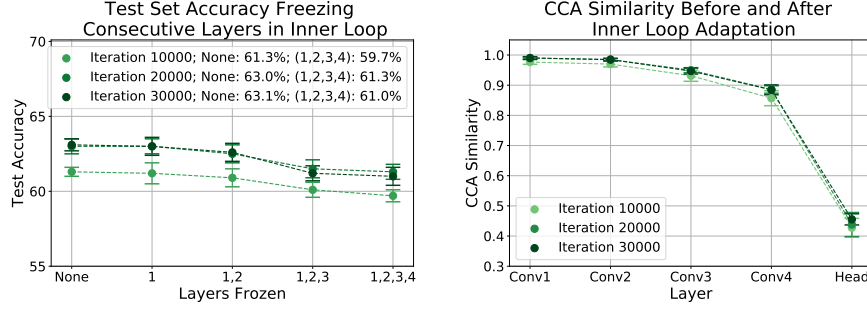 Test Set Accuracy Freezing
Consecutive Layers in Inner Loop
70
65
60
55
Test Accuracy
Iteration 10000; None: 61.3%; (1,2,3,4): 59.7%
Iteration 20000; None: 63.0%; (1,2,3,4): 61.3%
Iteration 30000; None: 63.1%; (1,2,3,4): 61.0%
None
1
1,2
1,2,3
1,2,3,4
Layers Frozen
CCA Similarity Before and After
Inner Loop Adaptation
1.0
0.9
0.8
0.7
0.6
0.5
0.4
0.3
CCA Similarity
Iteration 10000
Iteration 20000
Iteration 30000
Conv1
Conv2
Conv3
Conv4
Head
Layer